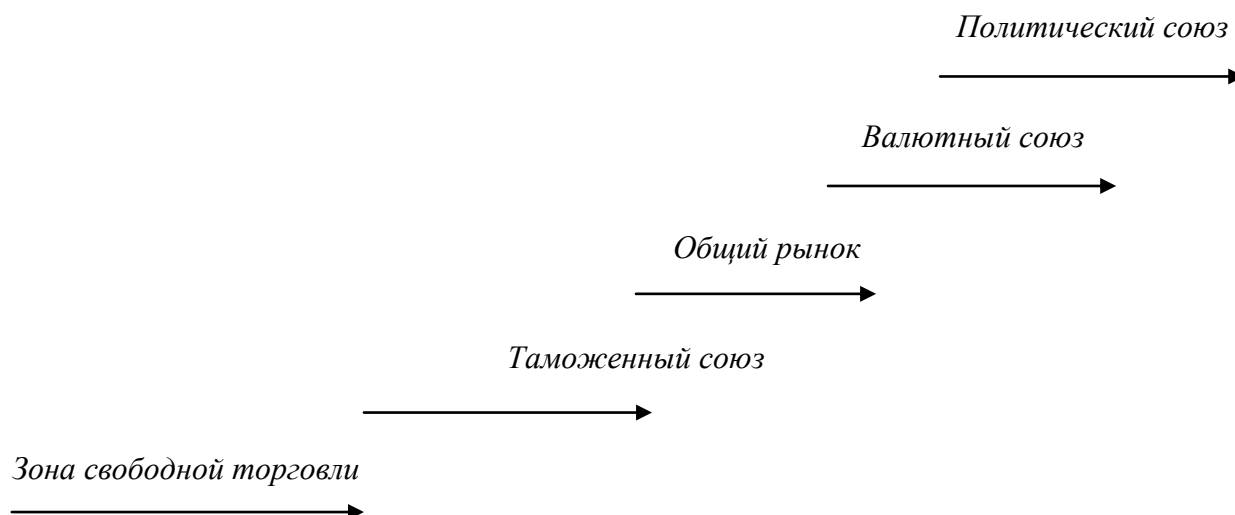 Политический союз
Валютный союз
Общий рынок
Таможенный союз
Зона свободной торговли